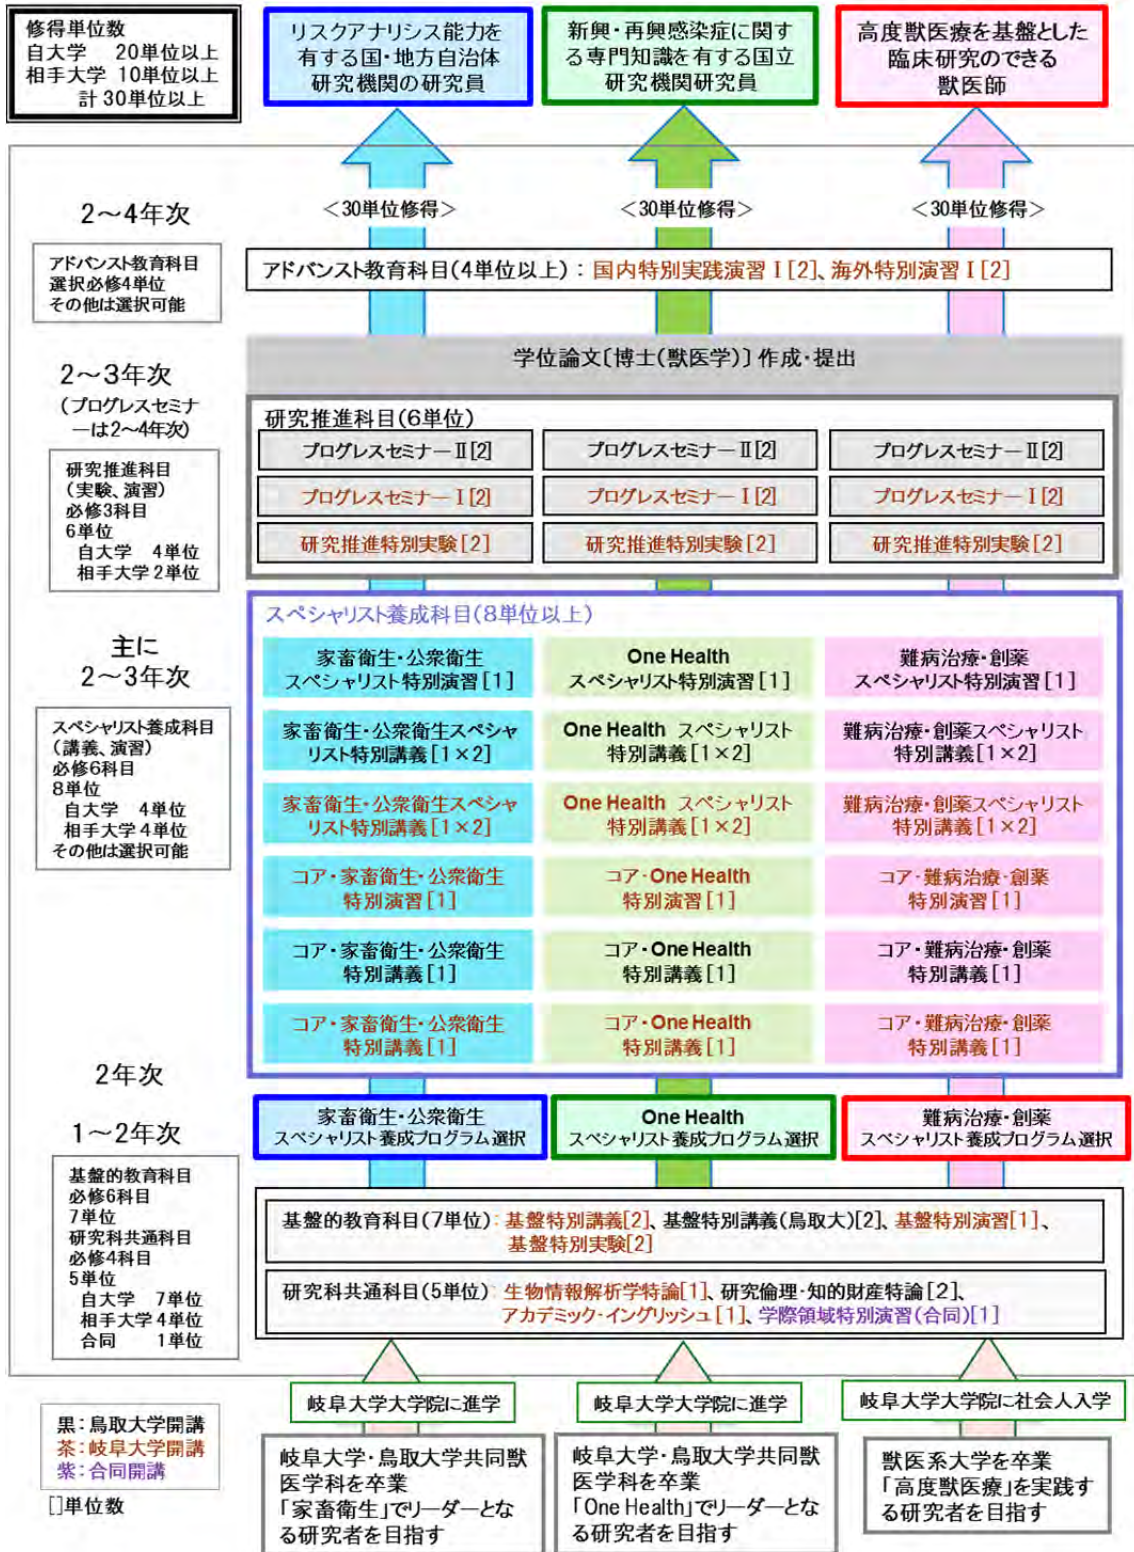 修得単位数
自大学 20単位以上
相手大学 10単位以上
計 30単位以上
リスクアナリシス能力を
有する国・地方自治体
研究機関の研究員
新興・再興感染症に関す
る専門知識を有する国立
研究機関研究員
高度獣医療を基盤とした
臨床研究のできる
獣医師
2～4年次
＜30単位修得＞
＜30単位修得＞
＜30単位修得＞
アドバンスト教育科目
選択必修4単位
その他は選択可能
アドバンスト教育科目(4単位以上)：国内特別実践演習Ⅰ[2]、海外特別演習Ⅰ[2]
2～3年次
(プログレスセミナ
ーは2～4年次)
学位論文〔博士(獣医学)〕作成・提出
研究推進科目
(実験、演習)
必修3科目
6単位
自大学 4単位
相手大学2単位
研究推進科目(6単位)
プログレスセミナーⅡ[2]
プログレスセミナーⅡ[2]
プログレスセミナーⅡ[2]
プログレスセミナーⅠ[2]
プログレスセミナーⅠ[2]
プログレスセミナーⅠ[2]
研究推進特別実験[2]
研究推進特別実験[2]
研究推進特別実験[2]
主に
2～3年次
スペシャリスト養成科目
(講義、演習)
必修6科目
8単位
自大学 4単位
相手大学4単位
その他は選択可能
スペシャリスト養成科目(8単位以上)
家畜衛生・公衆衛生
スペシャリスト特別演習[1]
One Health
スペシャリスト特別演習[1]
難病治療・創薬
スペシャリスト特別演習[1]
家畜衛生・公衆衛生スペシャ
リスト特別講義[1×2]
One Health スペシャリスト
特別講義[1×2]
難病治療・創薬スペシャリスト
特別講義[1×2]
家畜衛生・公衆衛生スペシャ
リスト特別講義[1×2]
One Health スペシャリスト
特別講義[1×2]
難病治療・創薬スペシャリスト
特別講義[1×2]
コア・家畜衛生・公衆衛生
特別演習[1]
コア・One Health
特別演習[1]
コア・難病治療・創薬
特別演習[1]
コア・家畜衛生・公衆衛生
特別講義[1]
コア・One Health
特別講義[1]
コア・難病治療・創薬
特別講義[1]
コア・家畜衛生・公衆衛生
特別講義[1]
コア・One Health
特別講義[1]
コア・難病治療・創薬
特別講義[1]
2年次
家畜衛生・公衆衛生
スペシャリスト養成プログラム選択
One Health
スペシャリスト養成プログラム選択
難病治療・創薬
スペシャリスト養成プログラム選択
1～2年次
基盤的教育科目
必修6科目
7単位
研究科共通科目
必修4科目
5単位
自大学 7単位
相手大学4単位
合同 1単位
基盤的教育科目(7単位)：基盤特別講義[2]、基盤特別講義(鳥取大)[2]、基盤特別演習[1]、
基盤特別実験[2]
研究科共通科目(5単位)：生物情報解析学特論[1]、研究倫理・知的財産特論[2]、
アカデミック・イングリッシュ[1]、学際領域特別演習(合同)[1]
岐阜大学大学院に進学
岐阜大学大学院に進学
岐阜大学大学院に社会人入学
黒：鳥取大学開講
茶：岐阜大学開講
紫：合同開講
[]単位数
岐阜大学・鳥取大学共同獣
医学科を卒業
「家畜衛生」でリーダーとな
る研究者を目指す
岐阜大学・鳥取大学共同獣
医学科を卒業
「One Health」でリーダーとな
る研究者を目指す
獣医系大学を卒業
「高度獣医療」を実践す
る研究者を目指す